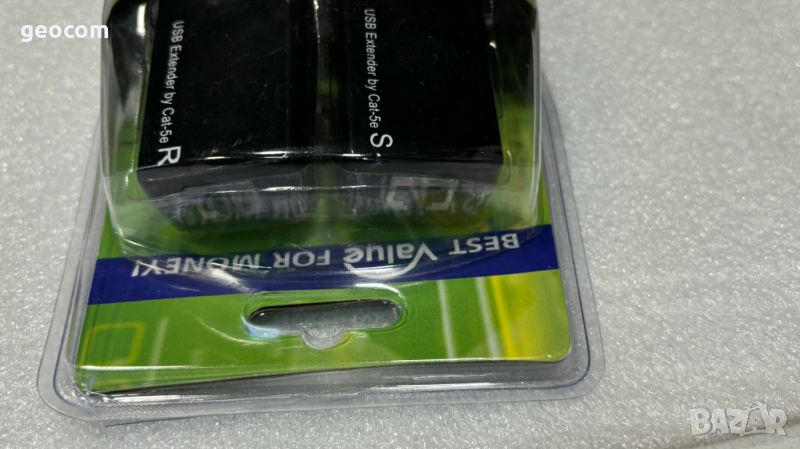 geocom
USB Extender by Cat-5e R
USB Extender by Cat-5e S
BEST Value FOR MONEY!
BAZAR